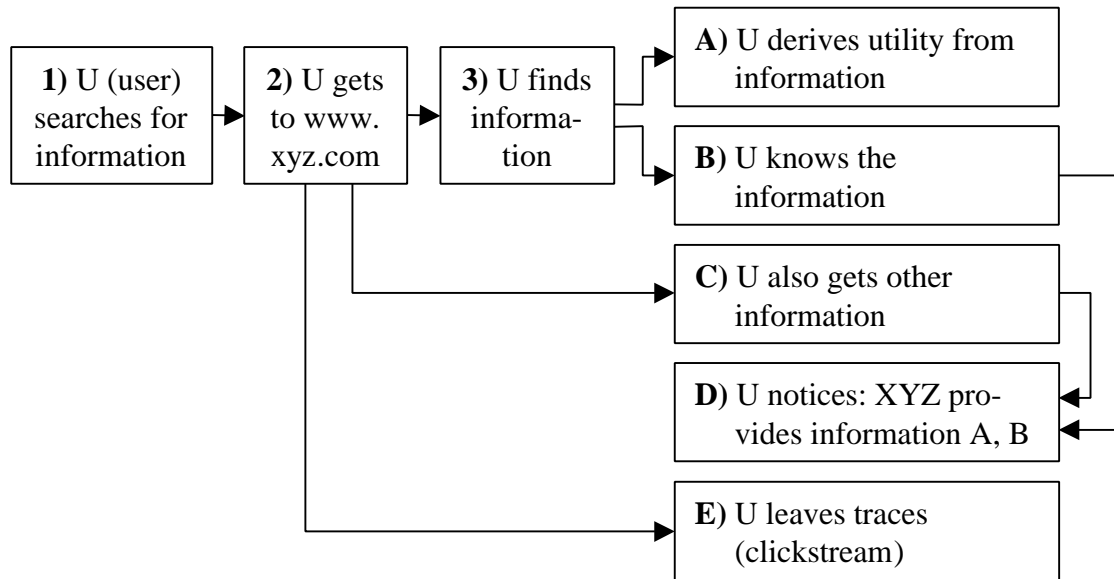 1) U (user)
searches for
information
2) U gets
to www.
xyz.com
3) U finds
informa-
tion
A) U derives utility from
information
B) U knows the
information
C) U also gets other
information
D) U notices: XYZ pro-
vides information A, B
E) U leaves traces
(clickstream)